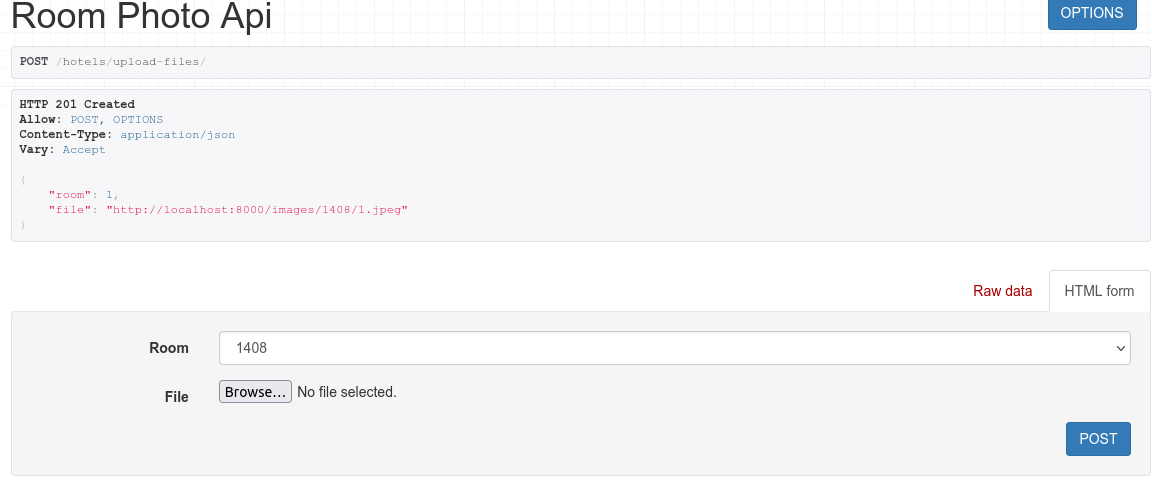 Room Photo Api
OPTIONS
POST /hotels/upload-files/
HTTP 201 Created
Allow: POST, OPTIONS
Content-Type: application/json
Vary: Accept
{
    "room": 1,
    "file": "http://localhost:8000/images/1408/1.jpeg"
}
Raw data
HTML form
Room
1408
File
Browse... No file selected.
POST